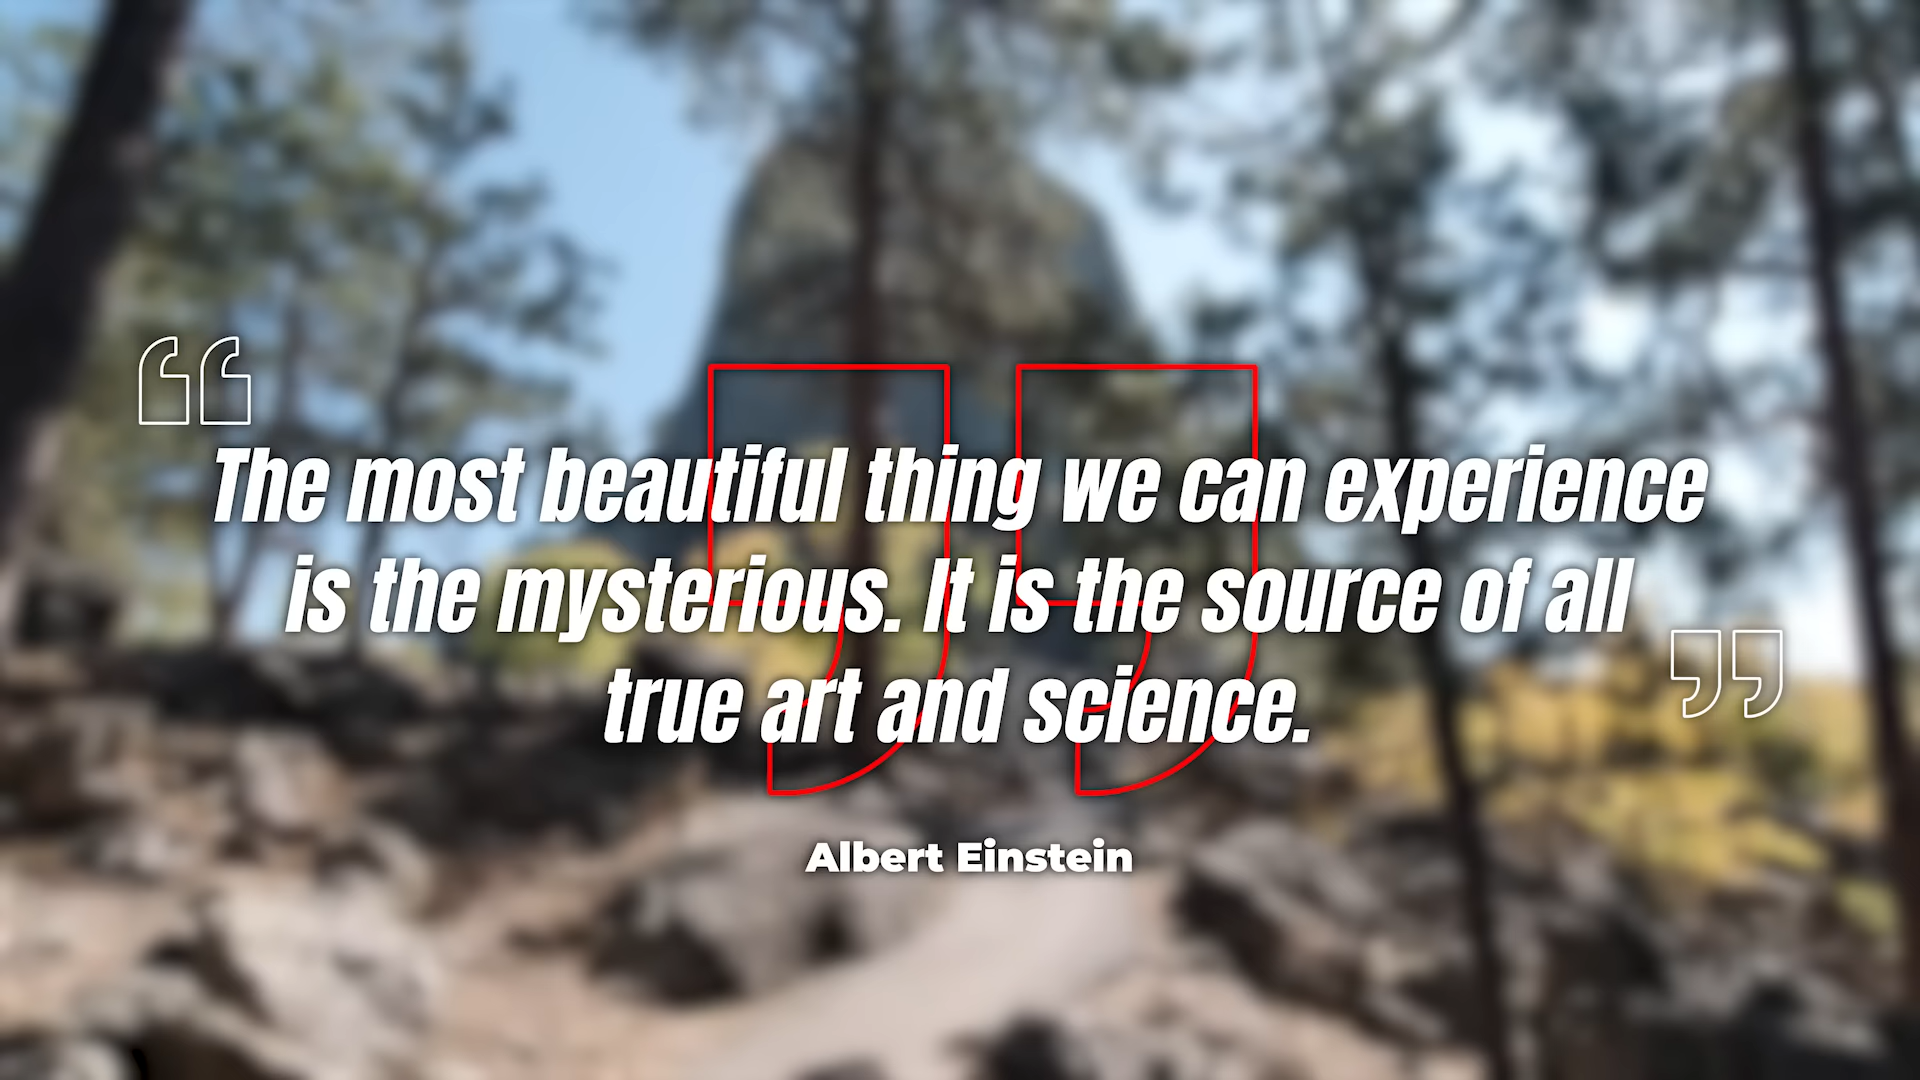 “
The most beautiful thing we can experience
is the mysterious. It is the source of all
true art and science.
”
Albert Einstein